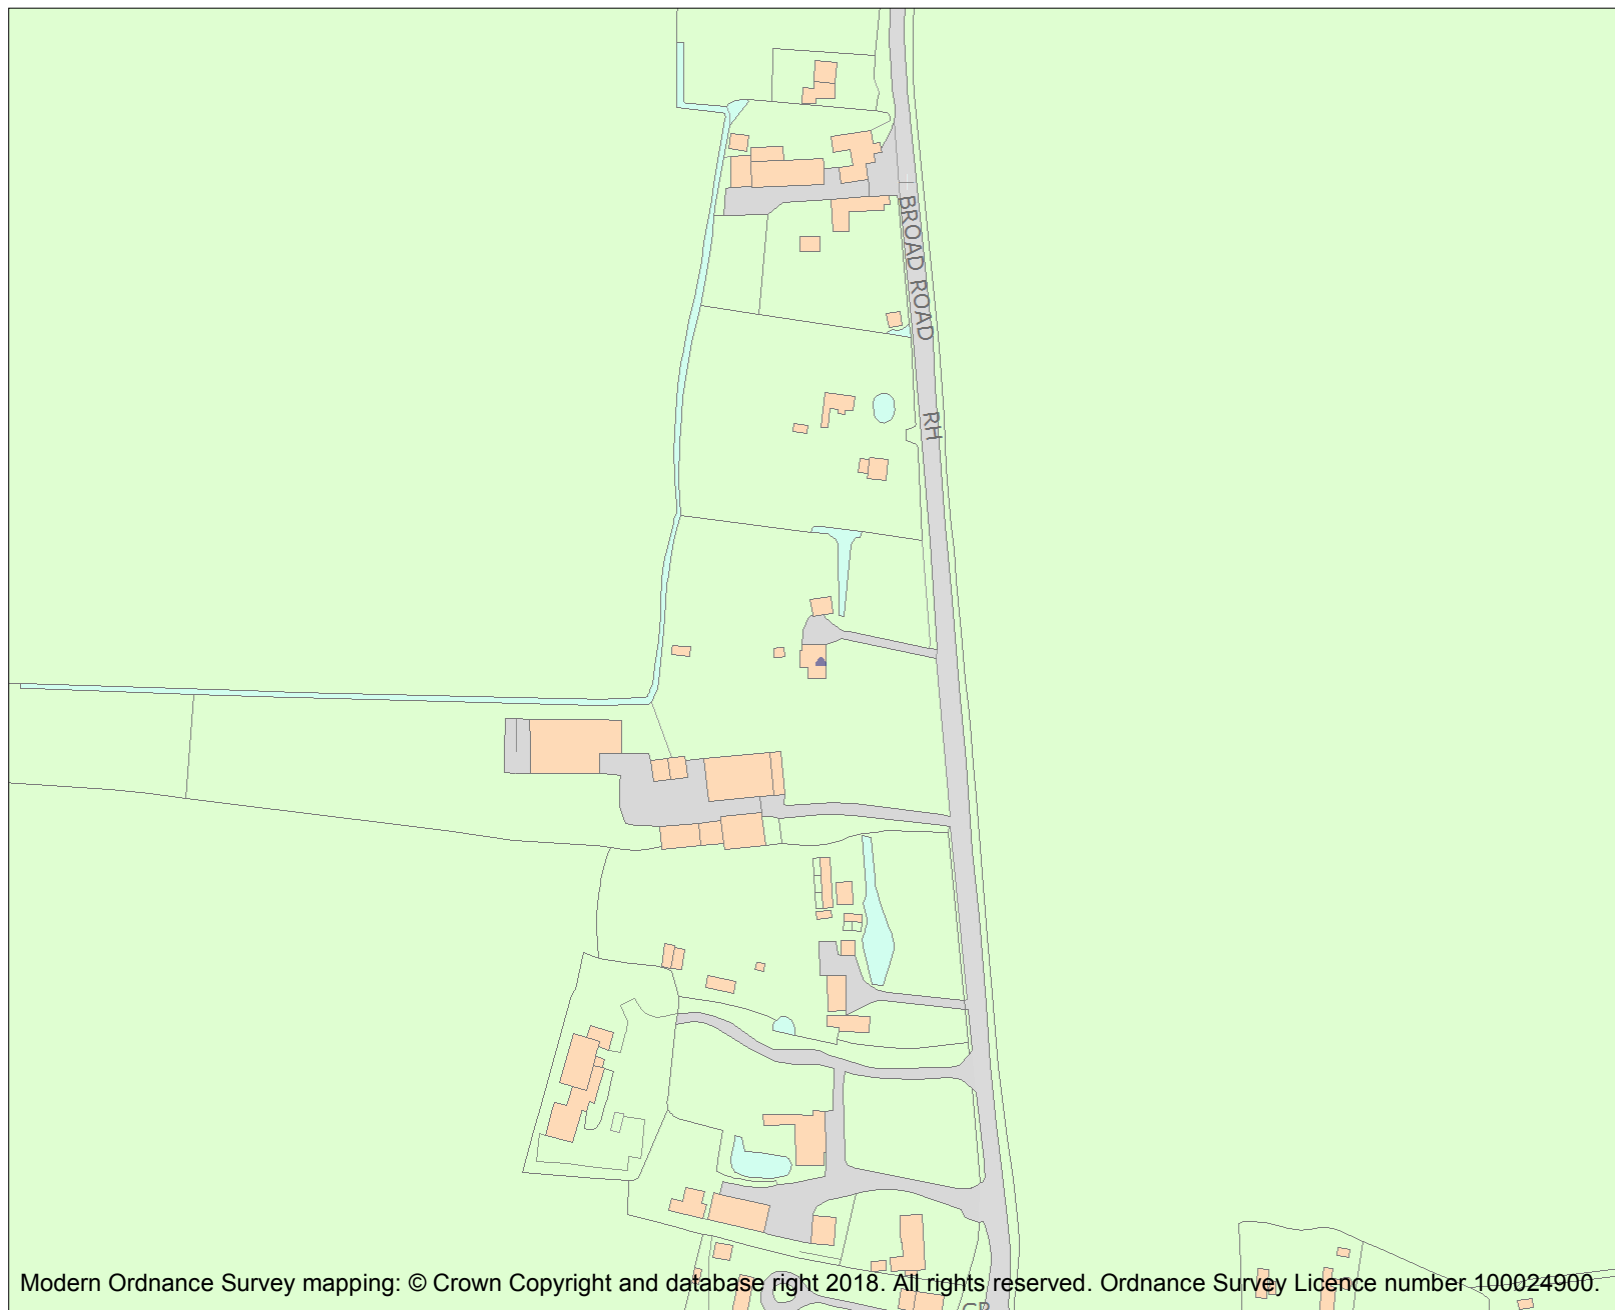 BROAD ROAD
RH
CR
Modern Ordnance Survey mapping: © Crown Copyright and database right 2018. All rights reserved. Ordnance Survey Licence number 100024900.